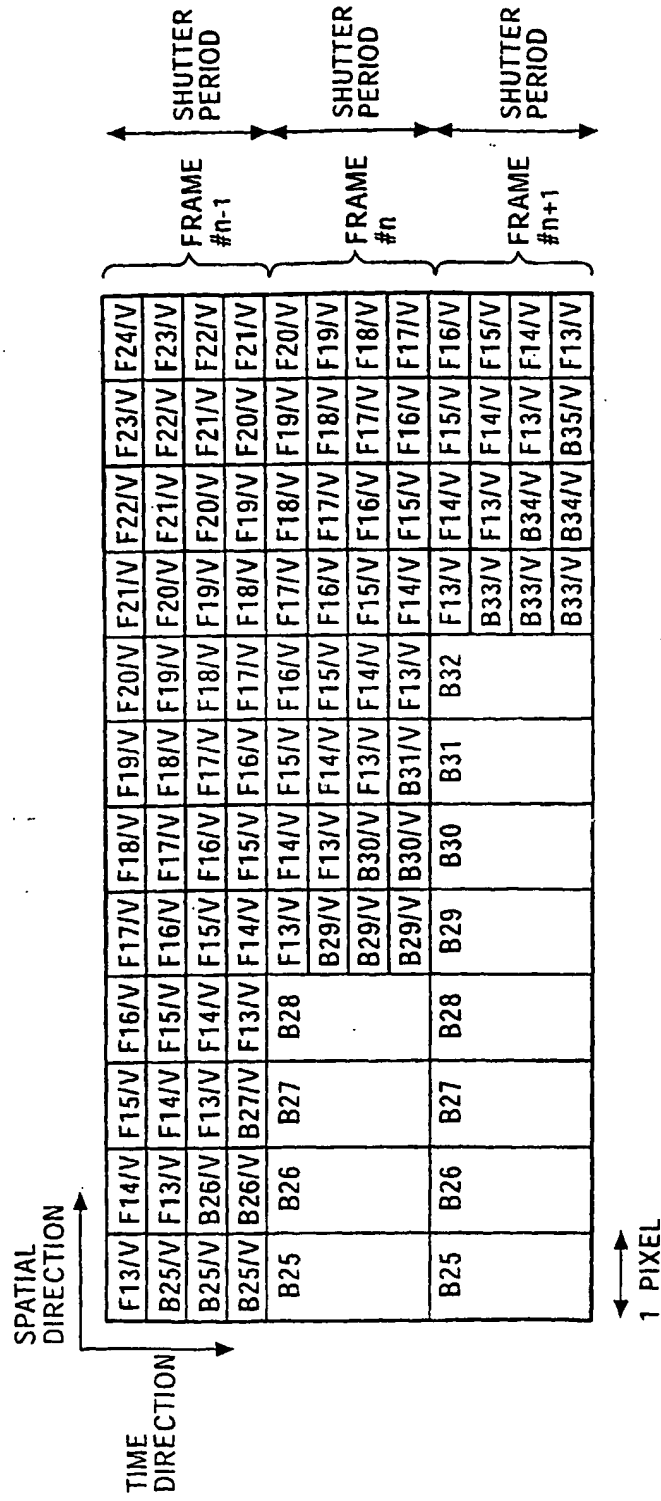 SPATIAL
DIRECTION
TIME
DIRECTION
F13/V F14/V F15/V F16/V F17/V F18/V F19/V F20/V F21/V F22/V F23/V F24/V
B25/V F13/V F14/V F15/V F16/V F17/V F18/V F19/V F20/V F21/V F22/V F23/V
B25/V B26/V F13/V F14/V F15/V F16/V F17/V F18/V F19/V F20/V F21/V F22/V
B25/V B26/V B27/V F13/V F14/V F15/V F16/V F17/V F18/V F19/V F20/V F21/V
FRAME
#n-1
SHUTTER
PERIOD
B25 B26 B27 B28 F13/V F14/V F15/V F16/V F17/V F18/V F19/V F20/V
B29/V F13/V F14/V F15/V F16/V F17/V F18/V F19/V
B29/V B30/V F13/V F14/V F15/V F16/V F17/V F18/V
B29/V B30/V B31/V F13/V F14/V F15/V F16/V F17/V
FRAME
#n
SHUTTER
PERIOD
B25 B26 B27 B28 B29 B30 B31 B32 F13/V F14/V F15/V F16/V
B33/V F13/V F14/V F15/V
B33/V B34/V F13/V F14/V
B33/V B34/V B35/V F13/V
FRAME
#n+1
SHUTTER
PERIOD
1 PIXEL